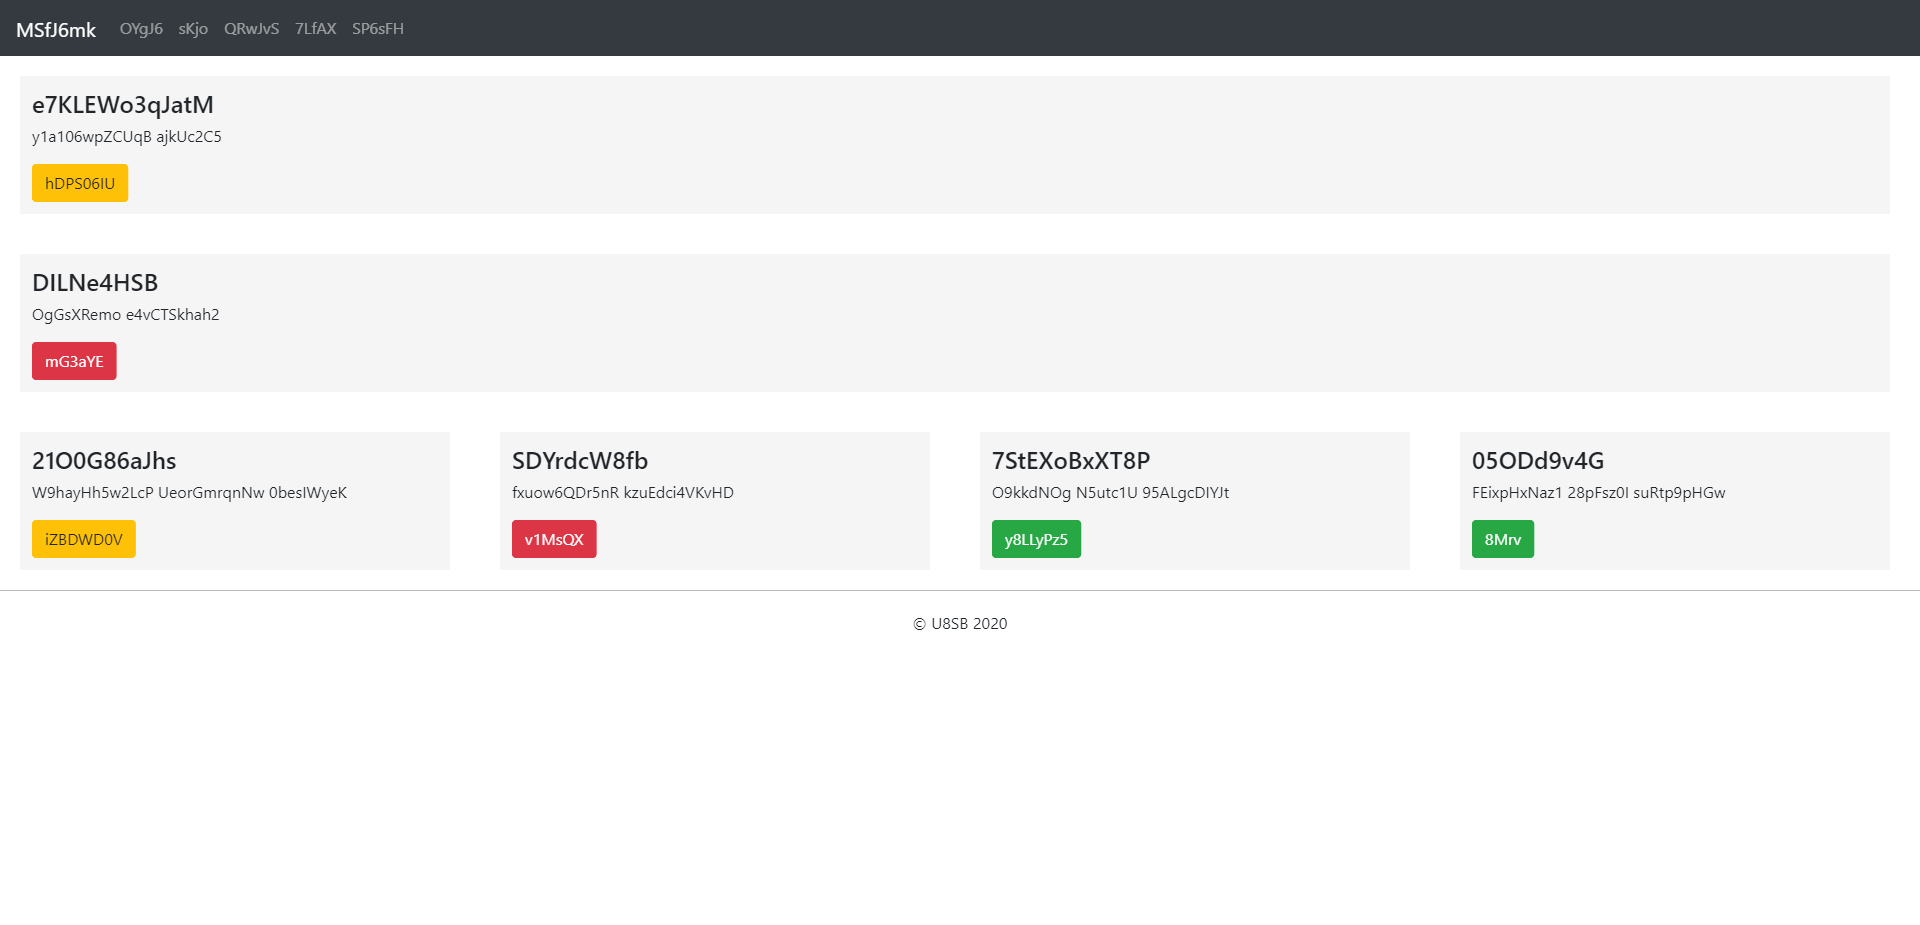 MSfJ6mk OYgJ6 sKjo QRwJvS 7LfAX SP6sFH
e7KLEWo3qJatM
y1a106wpZCUqB ajkUc2C5
hDPS06IU
DILNe4HSB
OgGsXRemo e4vCTSkhah2
mG3aYE
21O0G86aJhs
W9hayHh5w2LcP UeorGmrqnNw 0besIWyeK
iZBDWD0V
SDYrdcW8fb
fxuow6QDr5nR kzuEdci4VKvHD
v1MsQX
7StEXoBxXT8P
O9kkdNOg N5utc1U 95ALgcDIYJt
y8LLyPz5
05ODd9v4G
FEixpHxNaz1 28pFsz0I suRtp9pHGw
8Mrv
© U8SB 2020